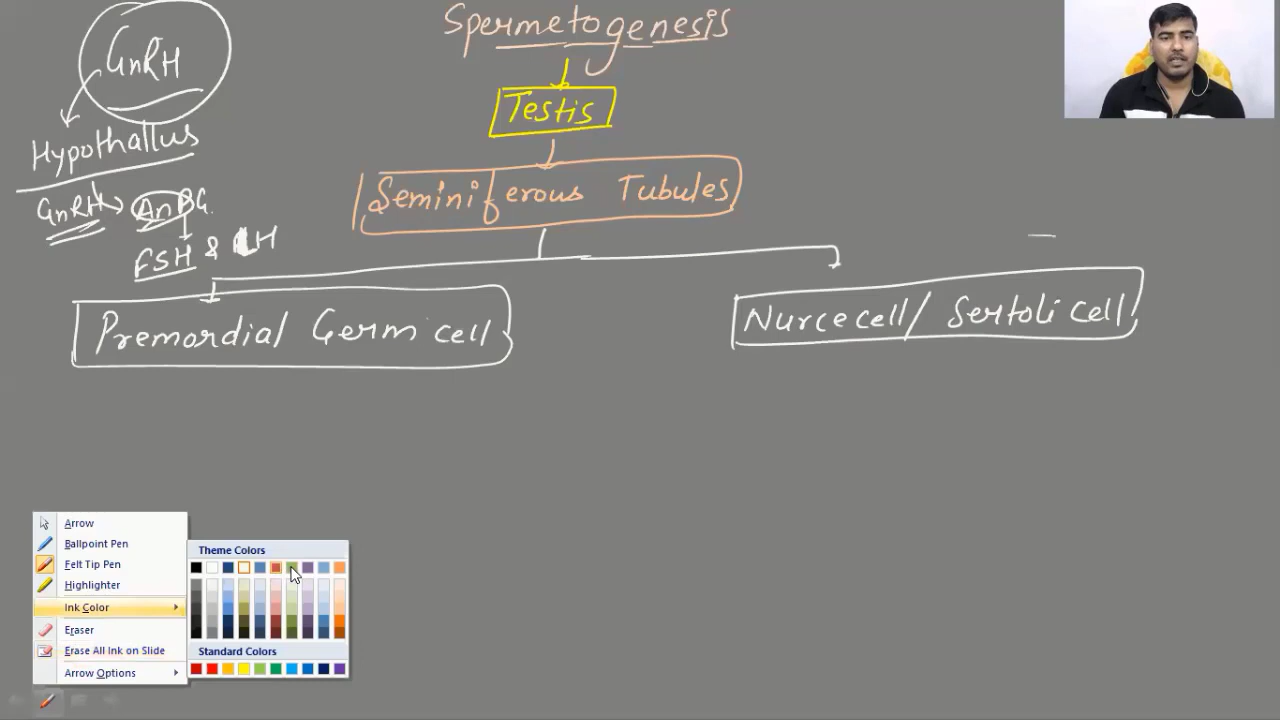 Spermetogenesis
GnRH
Testis
Hypothallus
Seminiferous Tubules
GnRH AnPG.
FSH & LH
Premordial Germ cell
Nurcecell/ Sertoli cell
Arrow
Ballpoint Pen
Felt Tip Pen
Highlighter
Ink Color
Eraser
Erase All Ink on Slide
Arrow Options
Theme Colors
Standard Colors